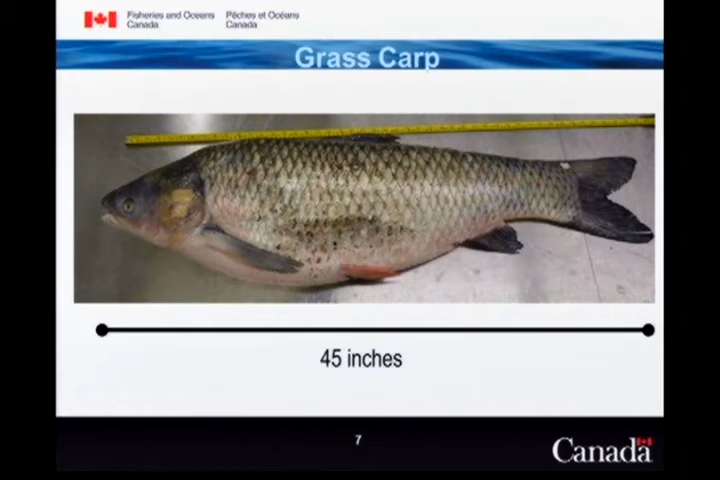 Fisheries and Oceans Pêches et Océans
Canada Canada
Grass Carp
45 inches
7
Canada